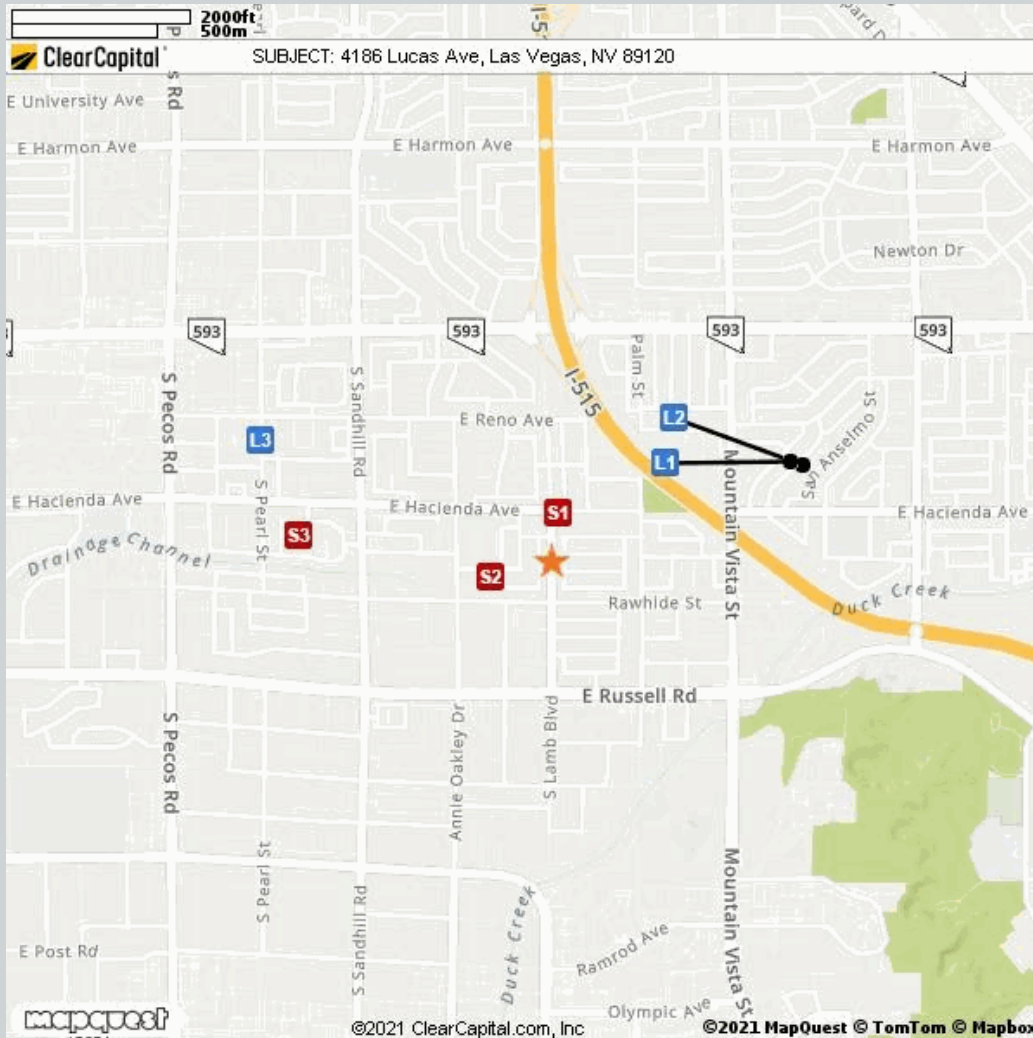 2000ft
500m
ClearCapital
SUBJECT: 4186 Lucas Ave, Las Vegas, NV 89120
E University Ave
S Rd
E Harmon Ave
E Harmon Ave
E Harmon Ave
Newton Dr
593
593
593
593
I-515
Palm St
S Pecos Rd
S Sandhill Rd
E Reno Ave
L2
L3
L1
San Anselmo St
Mountain Vista St
E Hacienda Ave
E Hacienda Ave
E Hacienda Ave
S1
S Pearl St
S3
S2
Drainage Channel
Rawhide St
Duck Creek
E Russell Rd
S Pecos Rd
Annie Oakley Dr
S Lamb Blvd
S Pearl St
S Sandhill Rd
Duck Creek
Mountain Vista St
E Post Rd
Ramrod Ave
Olympic Ave
mapquest
©2021 ClearCapital.com, Inc
©2021 MapQuest © TomTom © Mapbox